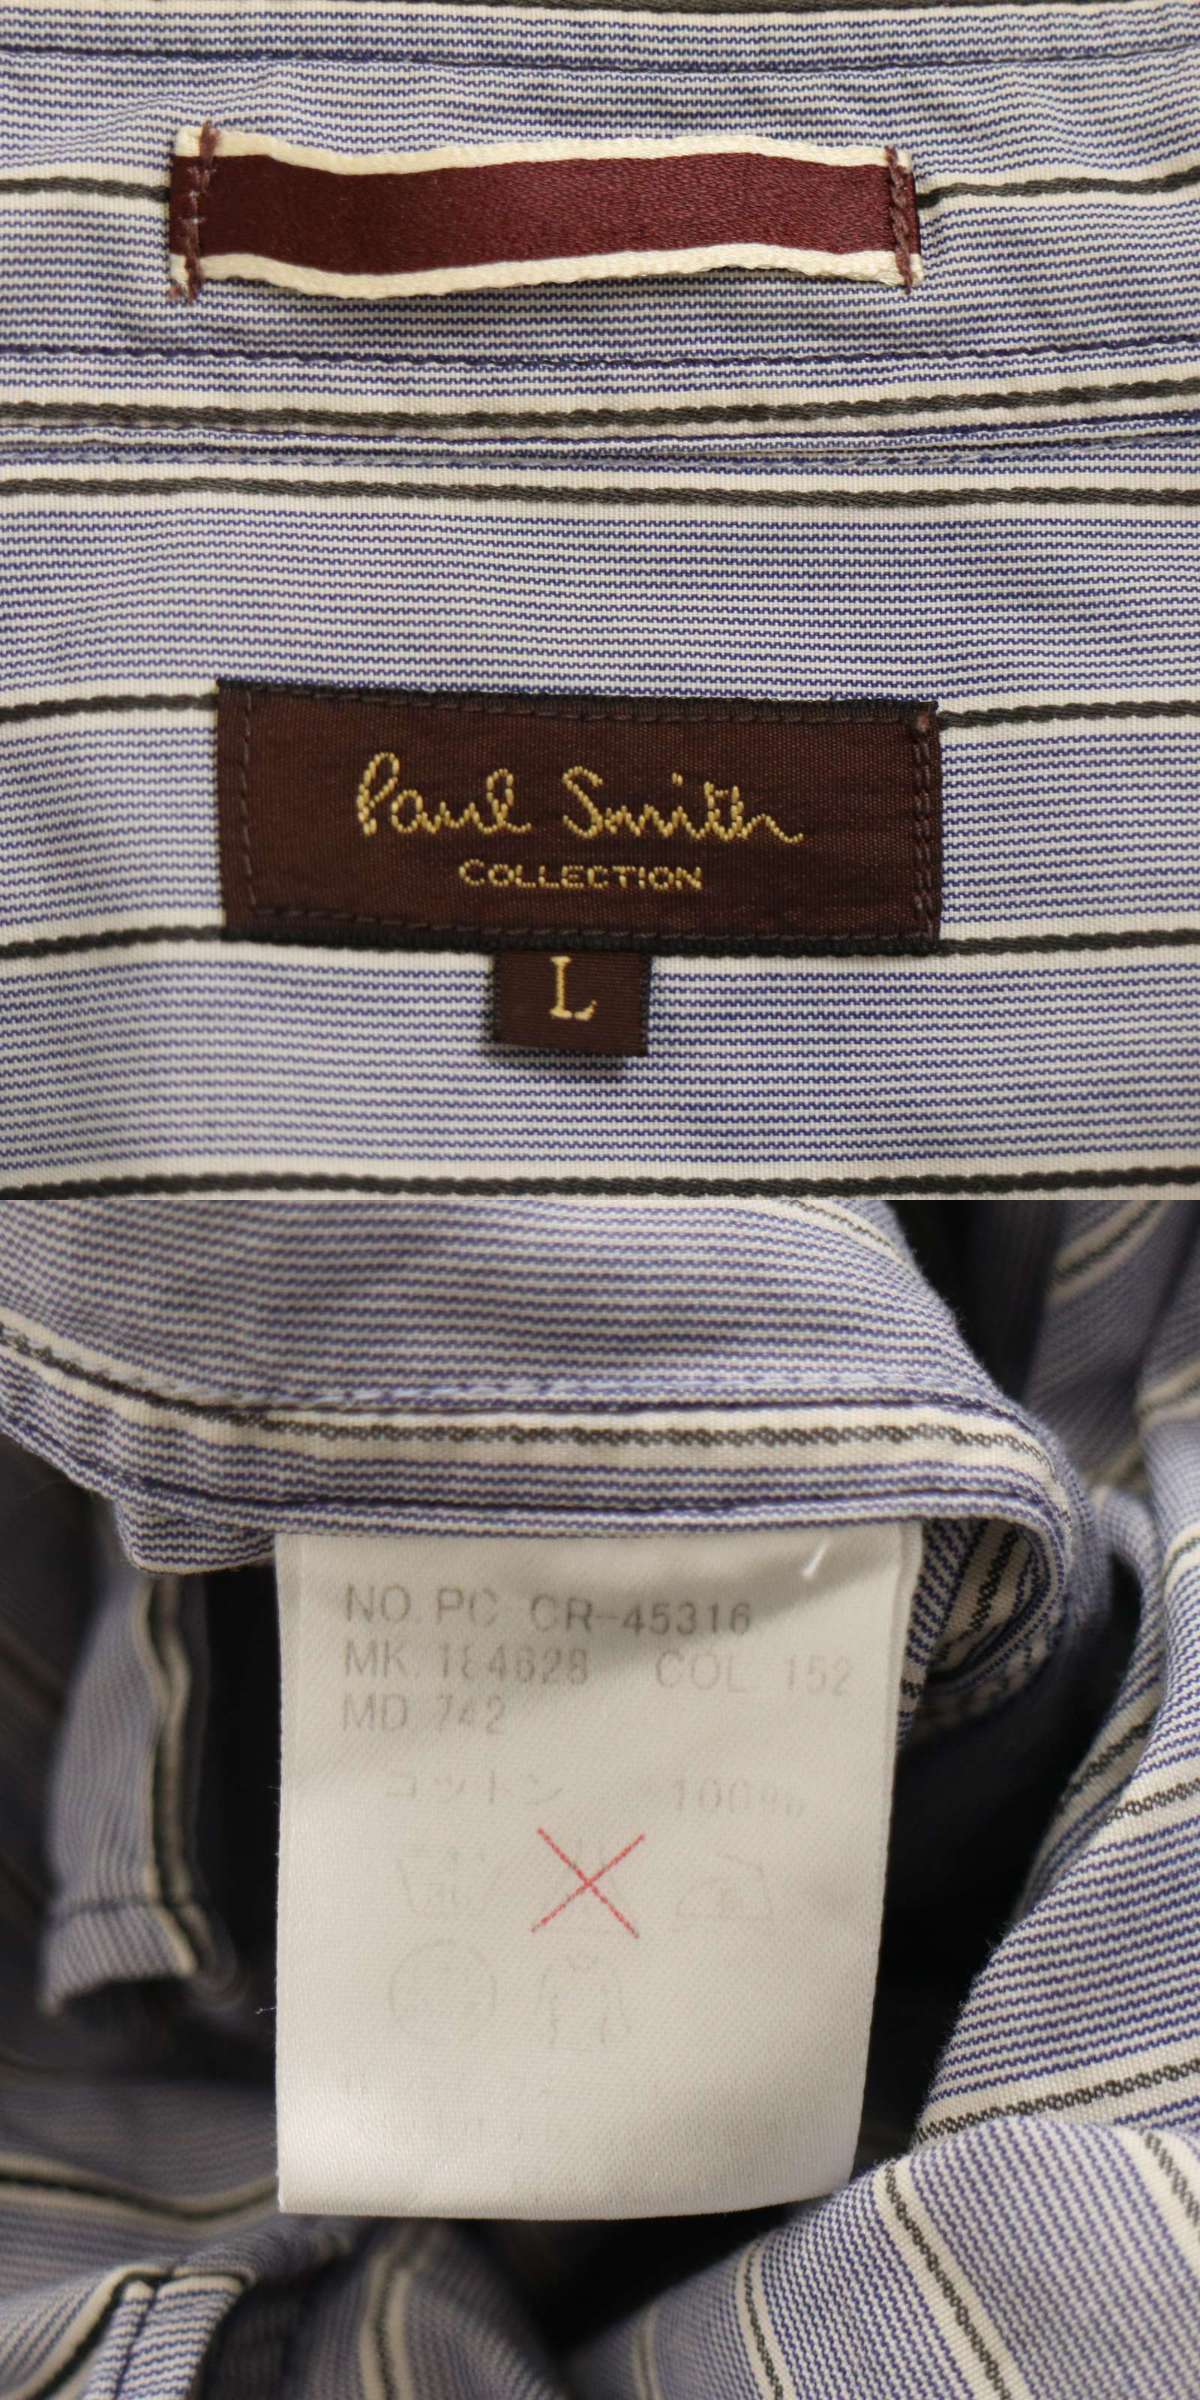 Paul Smith
COLLECTION
L
NO. PC CR-45316
MK. 184628 COL 152
MD. 742
コットン 100%